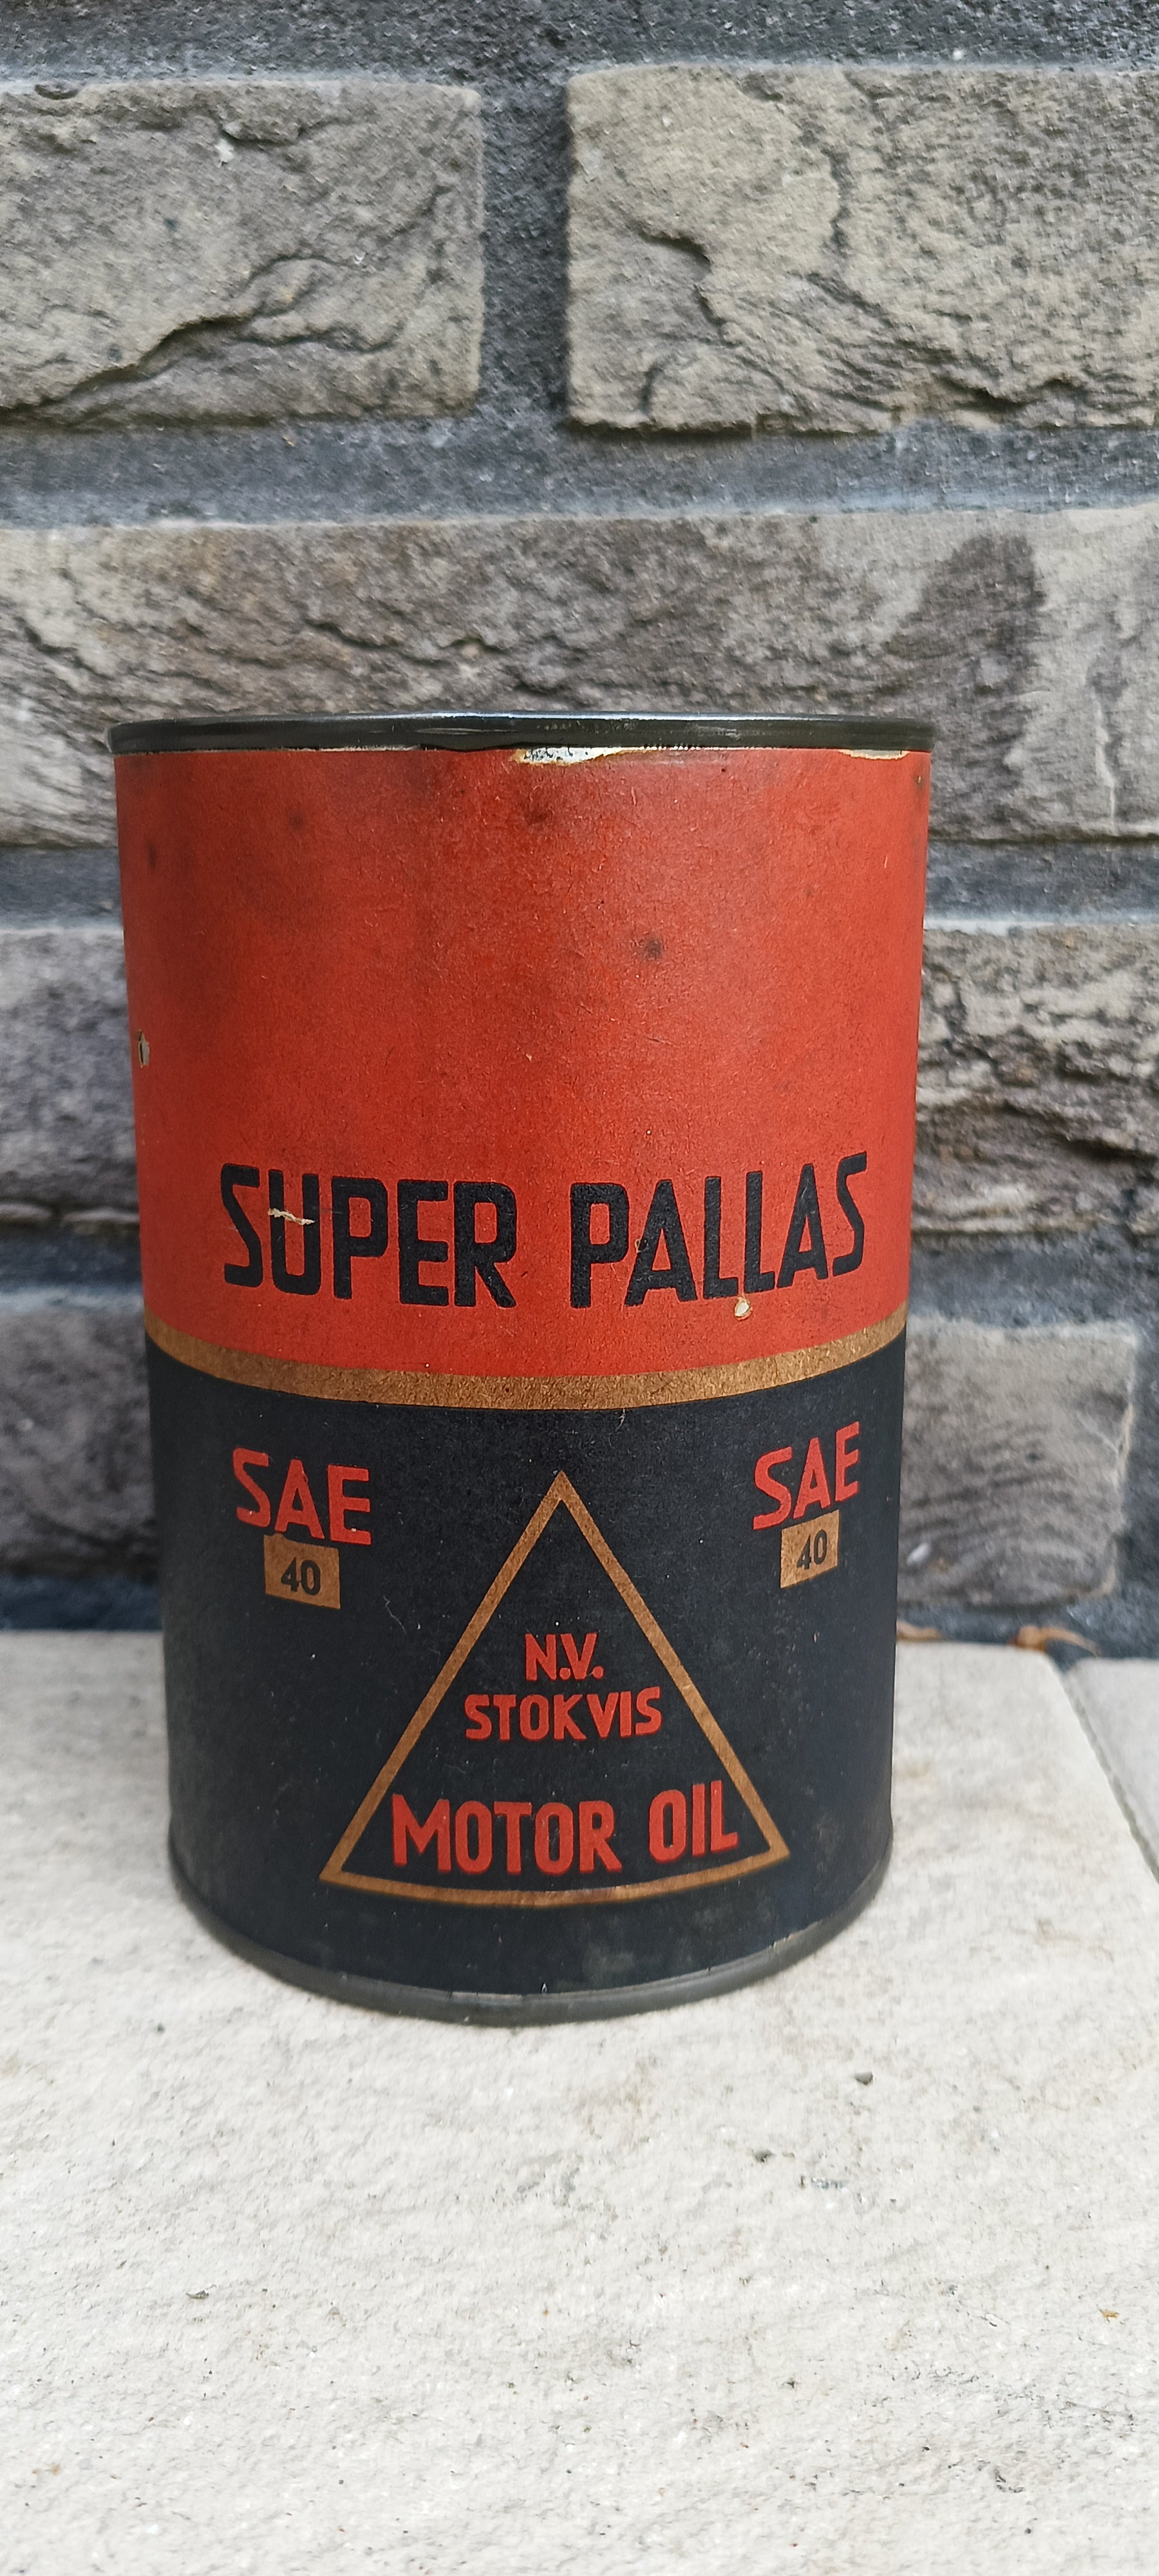 SUPER PALLAS
SAE
40
SAE
40
N.V.
STOKVIS
MOTOR OIL